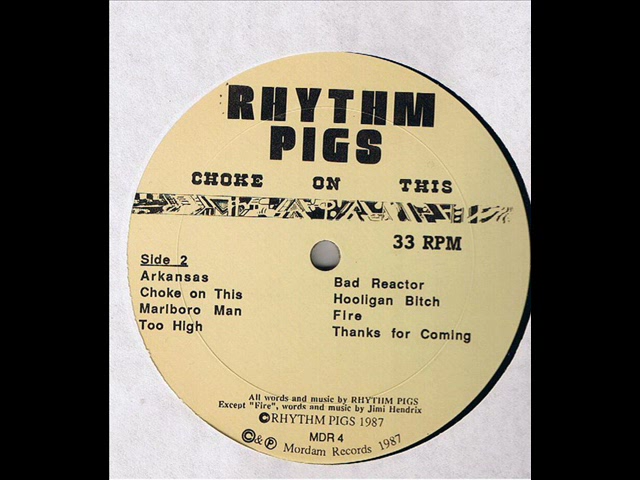 RHYTHM
PIGS
CHOKE ON THIS
33 RPM
Side 2
Arkansas
Choke on This
Marlboro Man
Too High
Bad Reactor
Hooligan Bitch
Fire
Thanks for Coming
All words and music by RHYTHM PIGS
Except "Fire", words and music by Jimi Hendrix
©RHYTHM PIGS 1987
MDR 4
©&℗ Mordam Records 1987